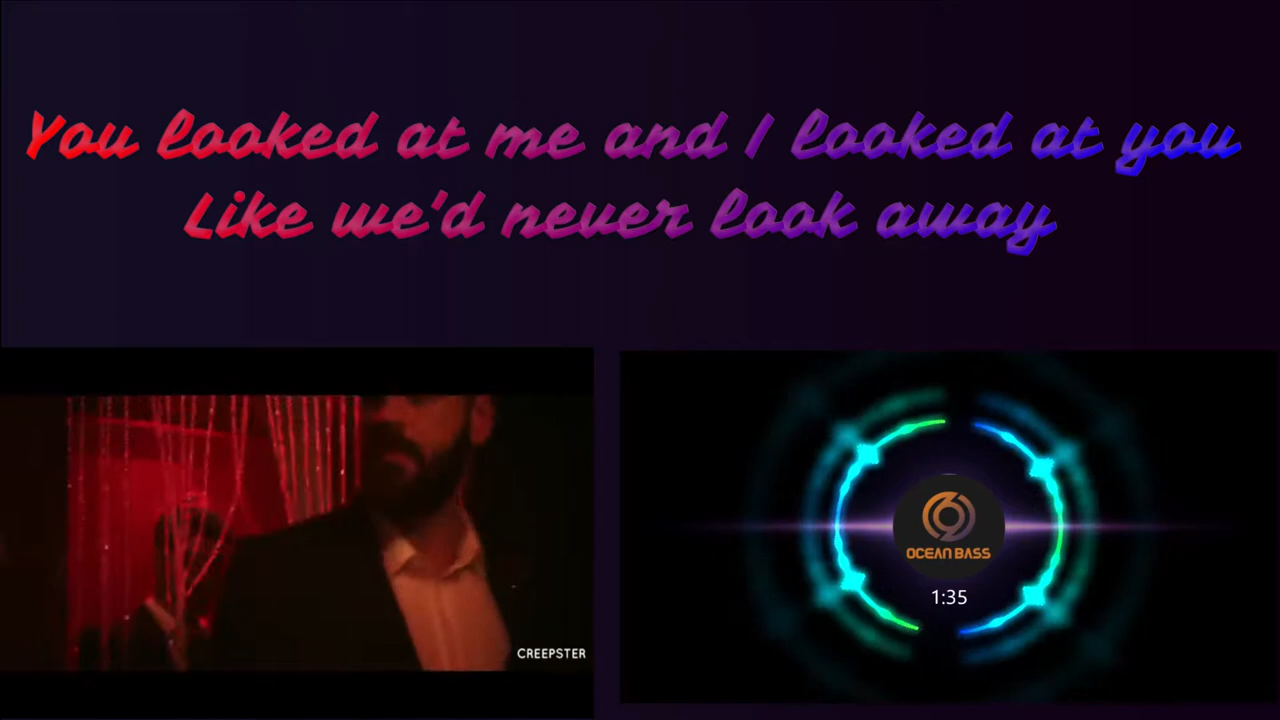 You looked at me and I looked at you
Like we'd never look away
CREEPSTER
OCEAN BASS
1:35